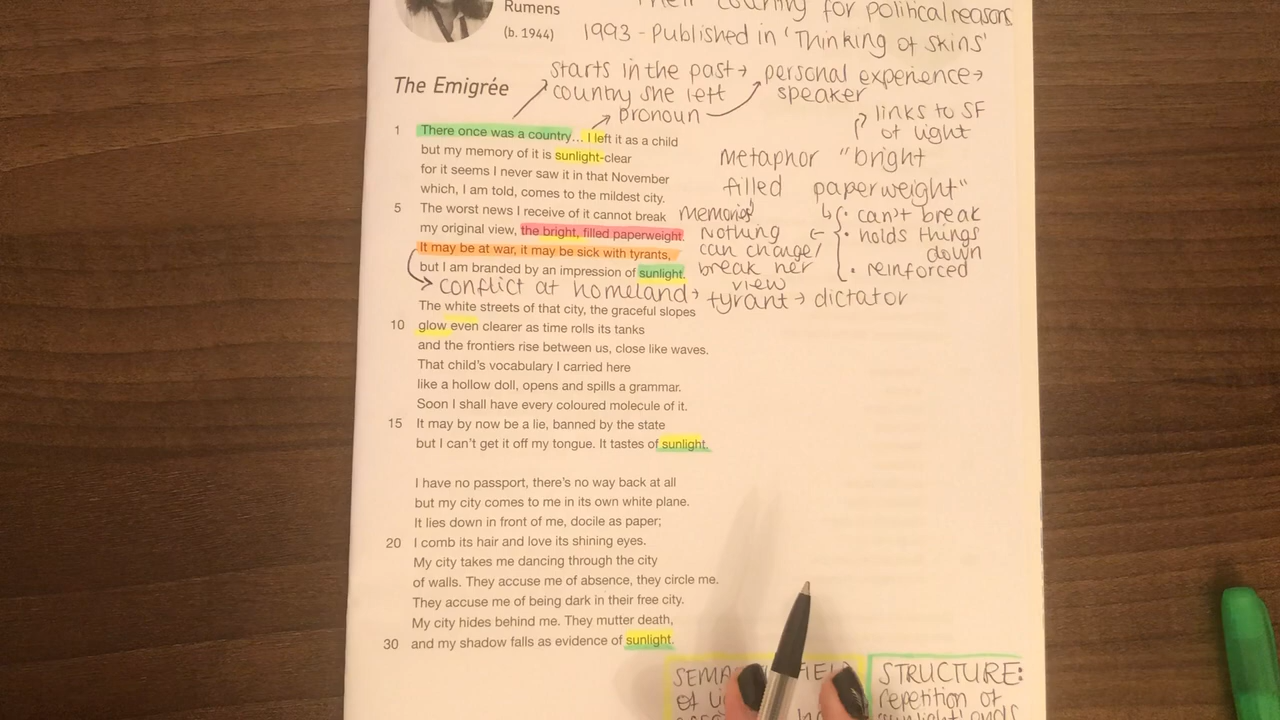 Rumens
(b. 1944)
their country for political reasons
1993 - Published in 'Thinking of skins'
The Emigrée
starts in the past → personal experience →
country she left speaker
pronoun
links to SF
of light
1 There once was a country... I left it as a child
but my memory of it is sunlight-clear
for it seems I never saw it in that November
which, I am told, comes to the mildest city.
5 The worst news I receive of it cannot break
my original view, the bright, filled paperweight.
It may be at war, it may be sick with tyrants,
but I am branded by an impression of sunlight.
metaphor "bright
filled paperweight"
memories
nothing
can change/
break her
view
• can't break
• holds things
down
• reinforced
conflict at homeland → tyrant → dictator
The white streets of that city, the graceful slopes
10 glow even clearer as time rolls its tanks
and the frontiers rise between us, close like waves.
That child's vocabulary I carried here
like a hollow doll, opens and spills a grammar.
Soon I shall have every coloured molecule of it.
15 It may by now be a lie, banned by the state
but I can't get it off my tongue. It tastes of sunlight.
I have no passport, there's no way back at all
but my city comes to me in its own white plane.
It lies down in front of me, docile as paper;
20 I comb its hair and love its shining eyes.
My city takes me dancing through the city
of walls. They accuse me of absence, they circle me.
They accuse me of being dark in their free city.
My city hides behind me. They mutter death,
30 and my shadow falls as evidence of sunlight.
STRUCTURE:
repetition of
'sunlight' ends